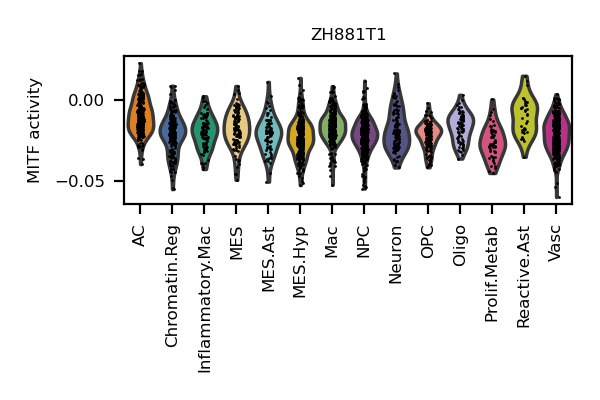 ZH881T1
MITF activity
0.00
−0.05
AC
Chromatin.Reg
Inflammatory.Mac
MES
MES.Ast
MES.Hyp
Mac
NPC
Neuron
OPC
Oligo
Prolif.Metab
Reactive.Ast
Vasc